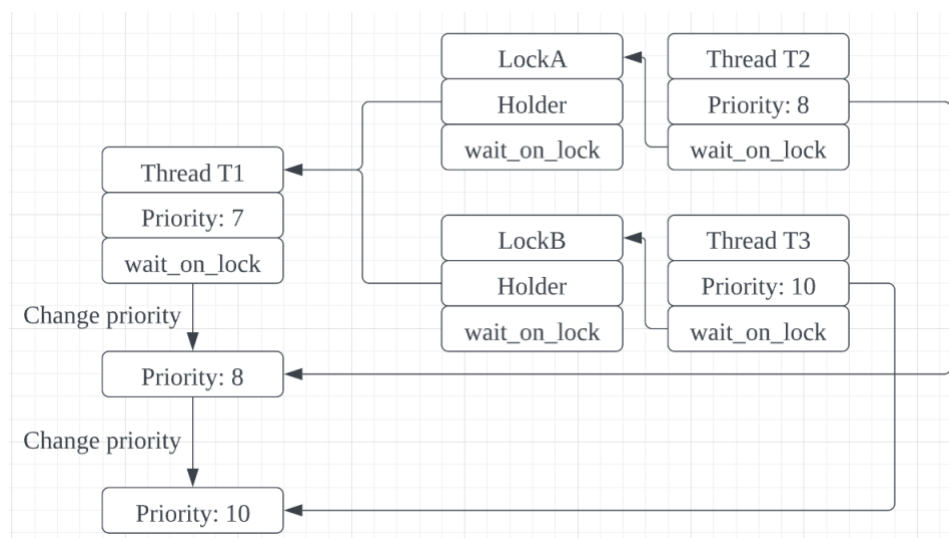 LockA
Holder
wait_on_lock
Thread T2
Priority: 8
wait_on_lock
Thread T1
Priority: 7
wait_on_lock
LockB
Holder
wait_on_lock
Thread T3
Priority: 10
wait_on_lock
Change priority
Priority: 8
Change priority
Priority: 10